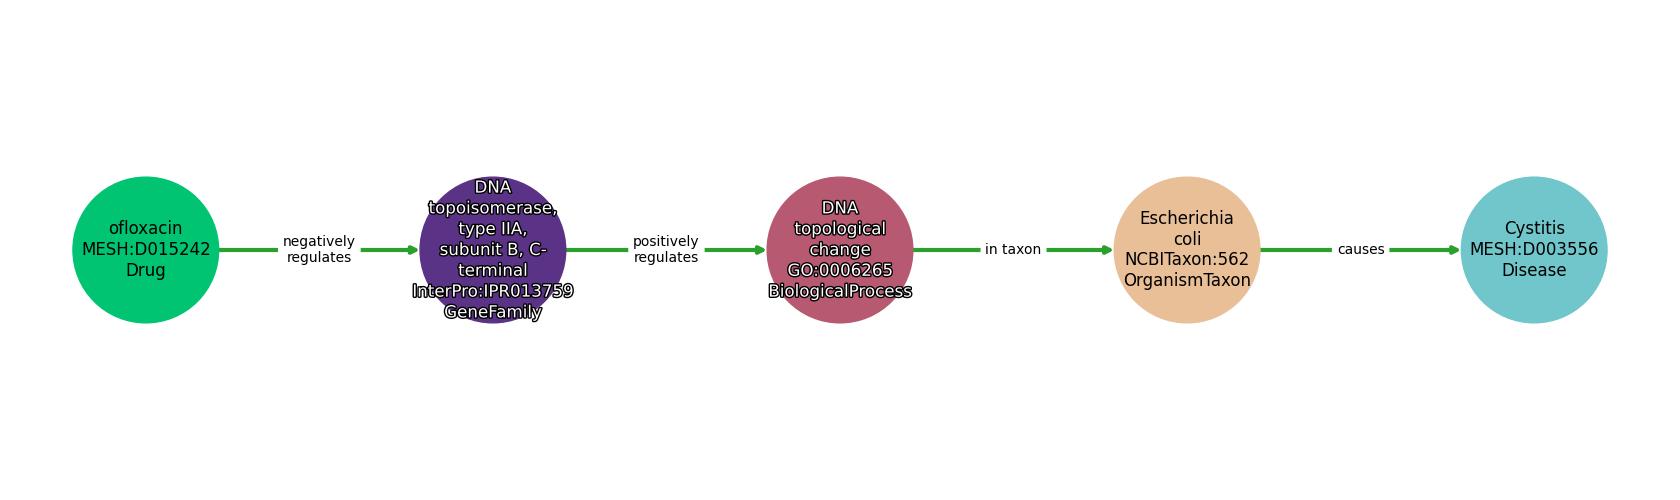 ofloxacin
MESH:D015242
Drug
negatively
regulates
DNA
topoisomerase,
type IIA,
subunit B, C-
terminal
InterPro:IPR013759
GeneFamily
positively
regulates
DNA
topological
change
GO:0006265
BiologicalProcess
in taxon
Escherichia
coli
NCBITaxon:562
OrganismTaxon
causes
Cystitis
MESH:D003556
Disease